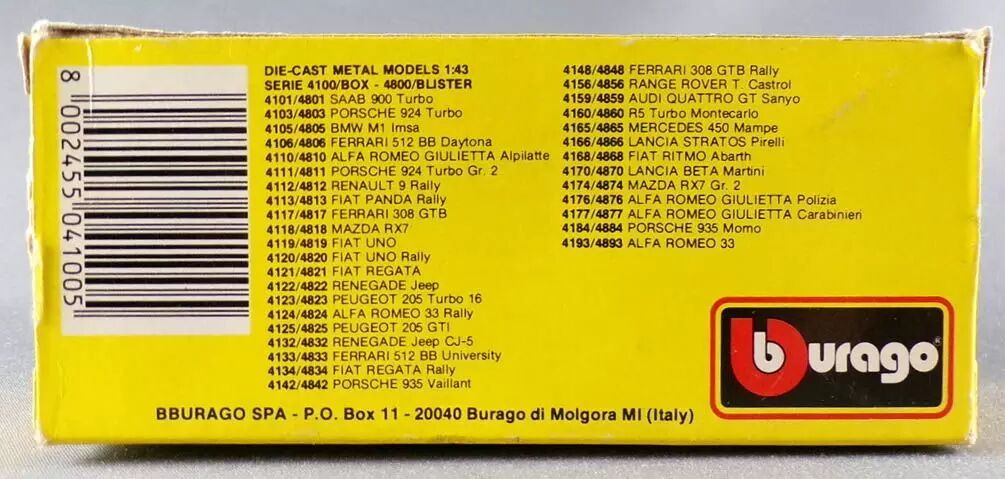 8 002455 041005
DIE-CAST METAL MODELS 1:43
SERIE 4100/BOX - 4800/BLISTER
4101/4801 SAAB 900 Turbo
4103/4803 PORSCHE 924 Turbo
4105/4805 BMW M1 Imsa
4106/4806 FERRARI 512 BB Daytona
4110/4810 ALFA ROMEO GIULIETTA Alpilatte
4111/4811 PORSCHE 924 Turbo Gr. 2
4112/4812 RENAULT 9 Rally
4113/4813 FIAT PANDA Rally
4117/4817 FERRARI 308 GTB
4118/4818 MAZDA RX7
4119/4819 FIAT UNO
4120/4820 FIAT UNO Rally
4121/4821 FIAT REGATA
4122/4822 RENEGADE Jeep
4123/4823 PEUGEOT 205 Turbo 16
4124/4824 ALFA ROMEO 33 Rally
4125/4825 PEUGEOT 205 GTI
4132/4832 RENEGADE Jeep CJ-5
4133/4833 FERRARI 512 BB University
4134/4834 FIAT REGATA Rally
4142/4842 PORSCHE 935 Vaillant
4148/4848 FERRARI 308 GTB Rally
4156/4856 RANGE ROVER T. Castrol
4159/4859 AUDI QUATTRO GT Sanyo
4160/4860 R5 Turbo Montecarlo
4165/4865 MERCEDES 450 Mampe
4166/4866 LANCIA STRATOS Pirelli
4168/4868 FIAT RITMO Abarth
4170/4870 LANCIA BETA Martini
4174/4874 MAZDA RX7 Gr. 2
4176/4876 ALFA ROMEO GIULIETTA Polizia
4177/4877 ALFA ROMEO GIULIETTA Carabinieri
4184/4884 PORSCHE 935 Momo
4193/4893 ALFA ROMEO 33
bburago®
BBURAGO SPA - P.O. Box 11 - 20040 Burago di Molgora MI (Italy)